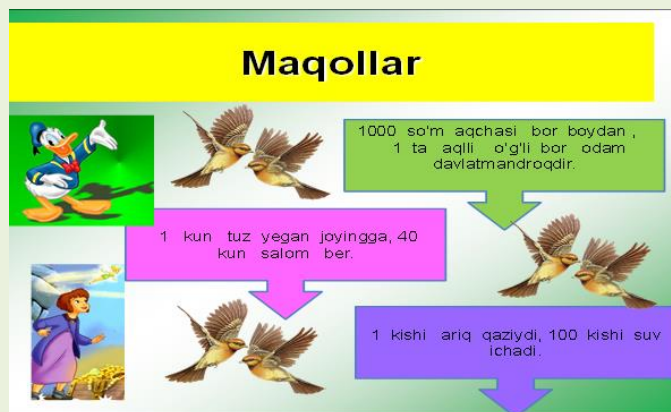 Maqollar
1000 so'm aqchasi bor boydan ,
1 ta aqlli o'g'li bor odam
davlatmandroqdir.
1 kun tuz yegan joyingga, 40
kun salom ber.
1 kishi ariq qaziydi, 100 kishi suv
ichadi.